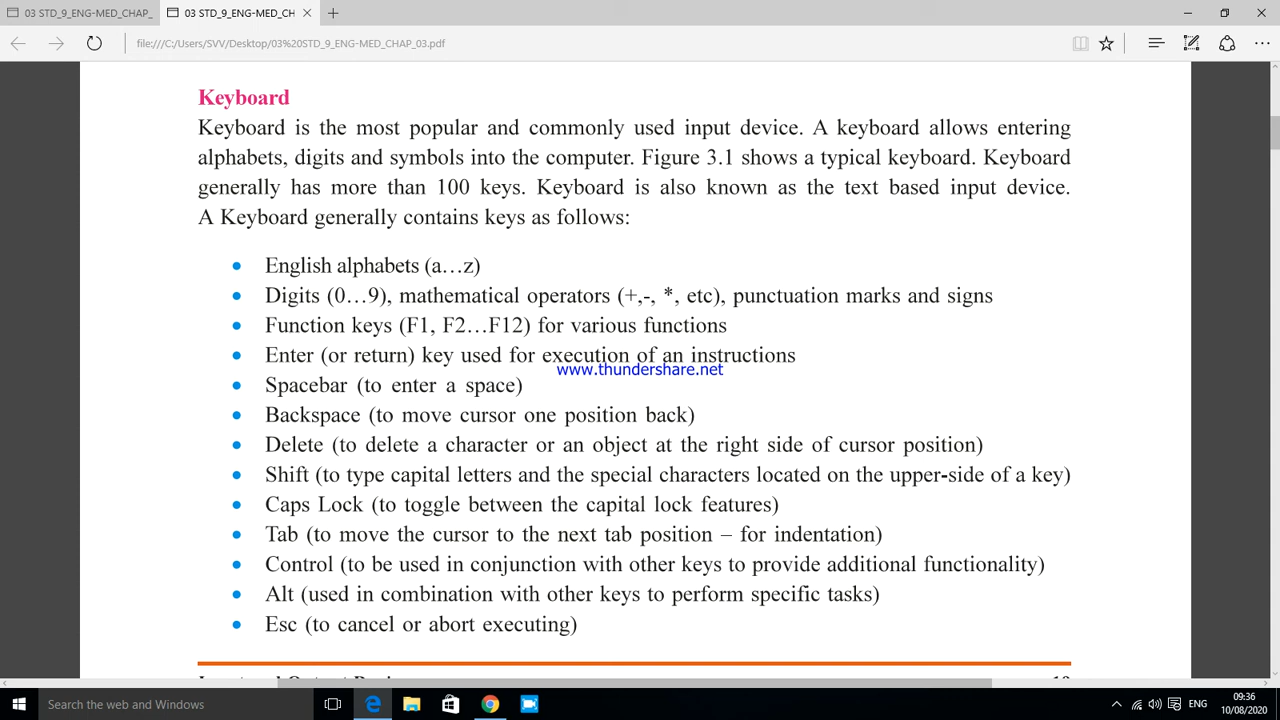 03 STD_9_ENG-MED_CHAP_
03 STD_9_ENG-MED_CH
file:///C:/Users/SVV/Desktop/03%20STD_9_ENG-MED_CHAP_03.pdf
Keyboard
Keyboard is the most popular and commonly used input device. A keyboard allows entering
alphabets, digits and symbols into the computer. Figure 3.1 shows a typical keyboard. Keyboard
generally has more than 100 keys. Keyboard is also known as the text based input device.
A Keyboard generally contains keys as follows:
• English alphabets (a…z)
• Digits (0…9), mathematical operators (+,-, *, etc), punctuation marks and signs
• Function keys (F1, F2…F12) for various functions
• Enter (or return) key used for execution of an instructions
www.thundershare.net
• Spacebar (to enter a space)
• Backspace (to move cursor one position back)
• Delete (to delete a character or an object at the right side of cursor position)
• Shift (to type capital letters and the special characters located on the upper-side of a key)
• Caps Lock (to toggle between the capital lock features)
• Tab (to move the cursor to the next tab position – for indentation)
• Control (to be used in conjunction with other keys to provide additional functionality)
• Alt (used in combination with other keys to perform specific tasks)
• Esc (to cancel or abort executing)
Search the web and Windows
ENG
09:36
10/08/2020